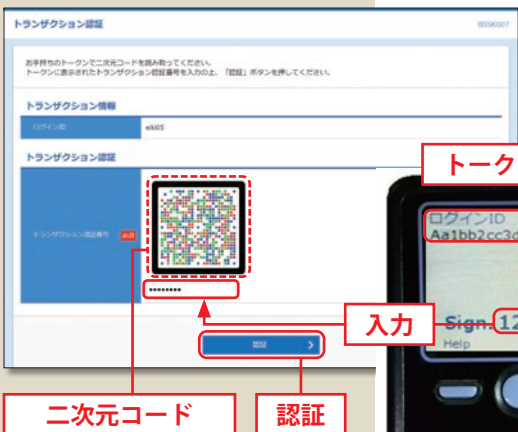 トランザクション認証
BSSK007
お手持ちのトークンで二次元コードを読み取ってください。
トークンに表示されたトランザクション認証番号を入力の上、「認証」ボタンを押してください。
トランザクション情報
ログインID
eiki05
トランザクション認証
トランザクション認証番号
必須
••••••••
認証
二次元コード
認証
入力
トーク
ログインID
Aa1bb2cc3d
Sign. 12
Help